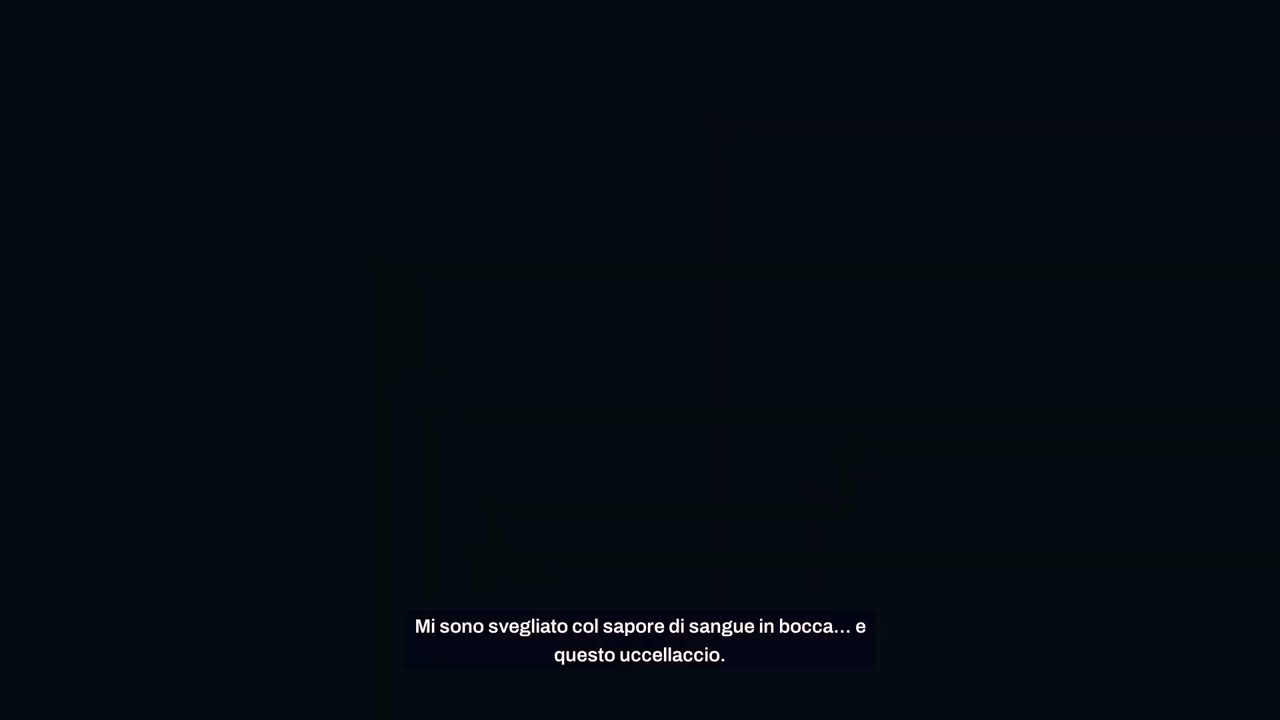 Mi sono svegliato col sapore di sangue in bocca... e
questo uccellaccio.